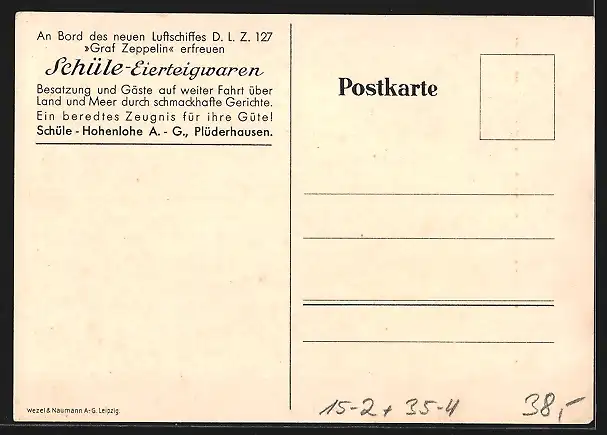 An Bord des neuen Luftschiffes D. L. Z. 127
»Graf Zeppelin« erfreuen
Schüle-Eierteigwaren
Besatzung und Gäste auf weiter Fahrt über
Land und Meer durch schmackhafte Gerichte.
Ein beredtes Zeugnis für ihre Güte!
Schüle - Hohenlohe A. - G., Plüderhausen.
Postkarte
Wezel & Naumann A.-G. Leipzig.
15-2 + 35-4
38,-